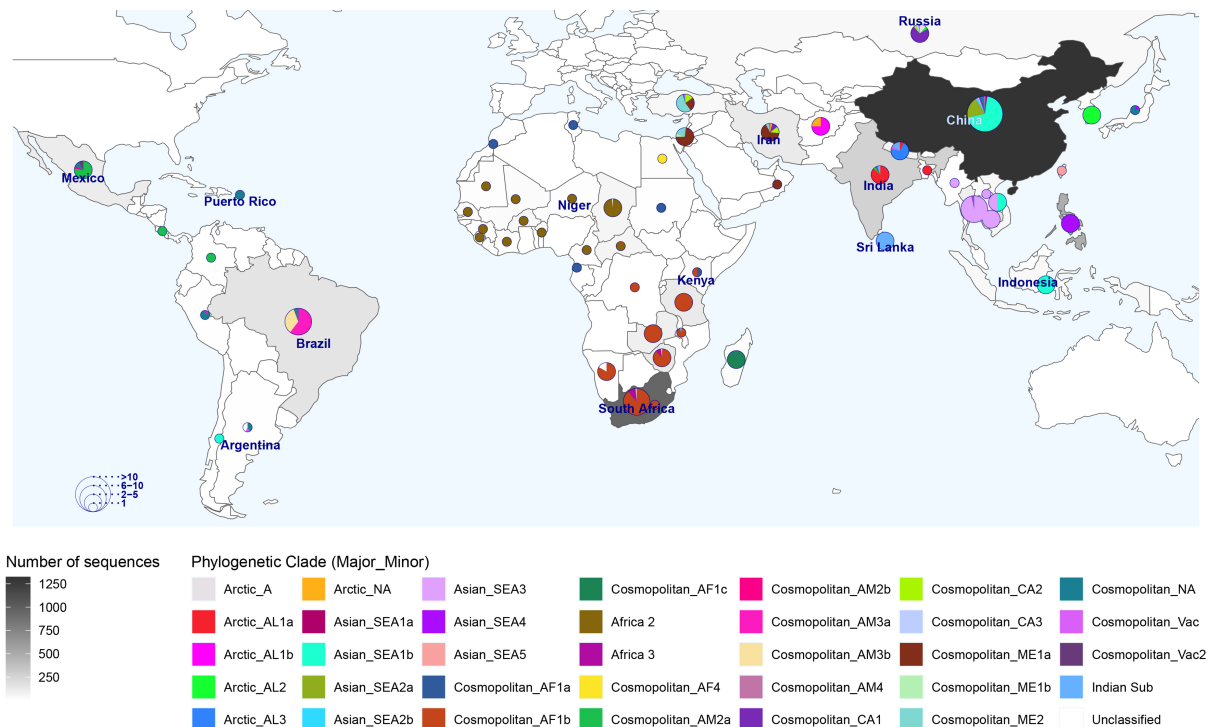 Russia
China
Iran
Mexico
India
Puerto Rico
Niger
Sri Lanka
Kenya
Indonesia
Brazil
South Africa
Argentina
>10
6−10
2−5
1
Number of sequences
1250
1000
750
500
250
Phylogenetic Clade (Major_Minor)
Arctic_A Arctic_NA Asian_SEA3 Cosmopolitan_AF1c Cosmopolitan_AM2b Cosmopolitan_CA2 Cosmopolitan_NA
Arctic_AL1a Asian_SEA1a Asian_SEA4 Africa 2 Cosmopolitan_AM3a Cosmopolitan_CA3 Cosmopolitan_Vac
Arctic_AL1b Asian_SEA1b Asian_SEA5 Africa 3 Cosmopolitan_AM3b Cosmopolitan_ME1a Cosmopolitan_Vac2
Arctic_AL2 Asian_SEA2a Cosmopolitan_AF1a Cosmopolitan_AF4 Cosmopolitan_AM4 Cosmopolitan_ME1b Indian Sub
Arctic_AL3 Asian_SEA2b Cosmopolitan_AF1b Cosmopolitan_AM2a Cosmopolitan_CA1 Cosmopolitan_ME2 Unclassified